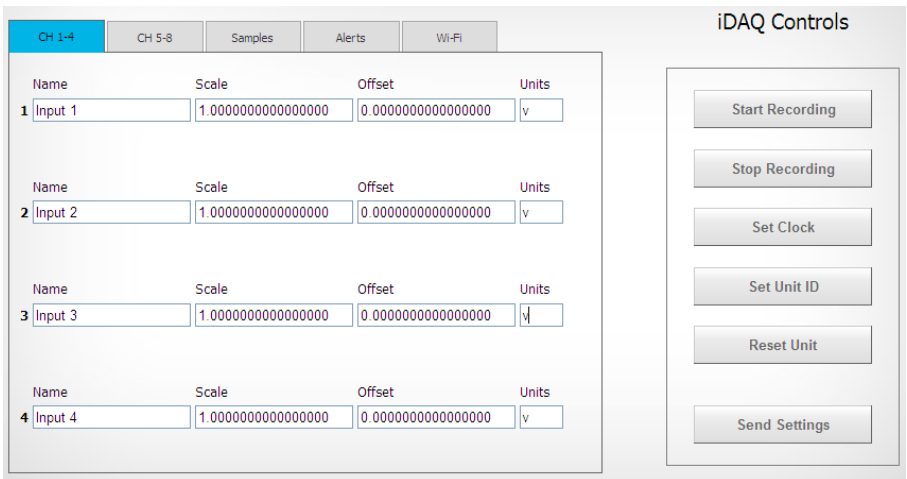 iDAQ Controls
CH 1-4 CH 5-8 Samples Alerts Wi-Fi
Name Scale Offset Units
1 Input 1 1.0000000000000000 0.0000000000000000 v
Name Scale Offset Units
2 Input 2 1.0000000000000000 0.0000000000000000 v
Name Scale Offset Units
3 Input 3 1.0000000000000000 0.0000000000000000 v
Name Scale Offset Units
4 Input 4 1.0000000000000000 0.0000000000000000 v
Start Recording
Stop Recording
Set Clock
Set Unit ID
Reset Unit
Send Settings